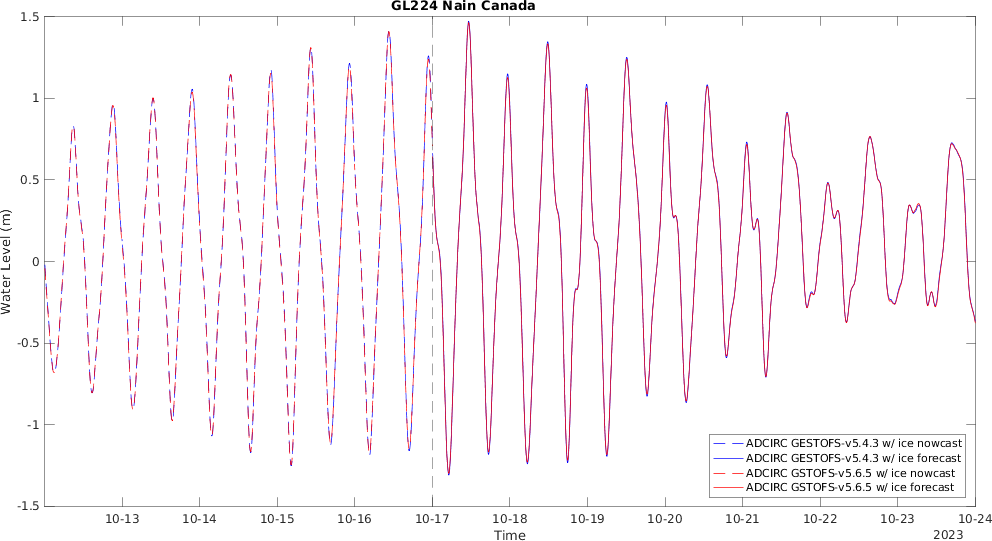 GL224 Nain Canada
1.5
1
0.5
0
-0.5
-1
-1.5
Water Level (m)
10-13 10-14 10-15 10-16 10-17 10-18 10-19 10-20 10-21 10-22 10-23 10-24
Time
2023
ADCIRC GESTOFS-v5.4.3 w/ ice nowcast
ADCIRC GESTOFS-v5.4.3 w/ ice forecast
ADCIRC GSTOFS-v5.6.5 w/ ice nowcast
ADCIRC GSTOFS-v5.6.5 w/ ice forecast